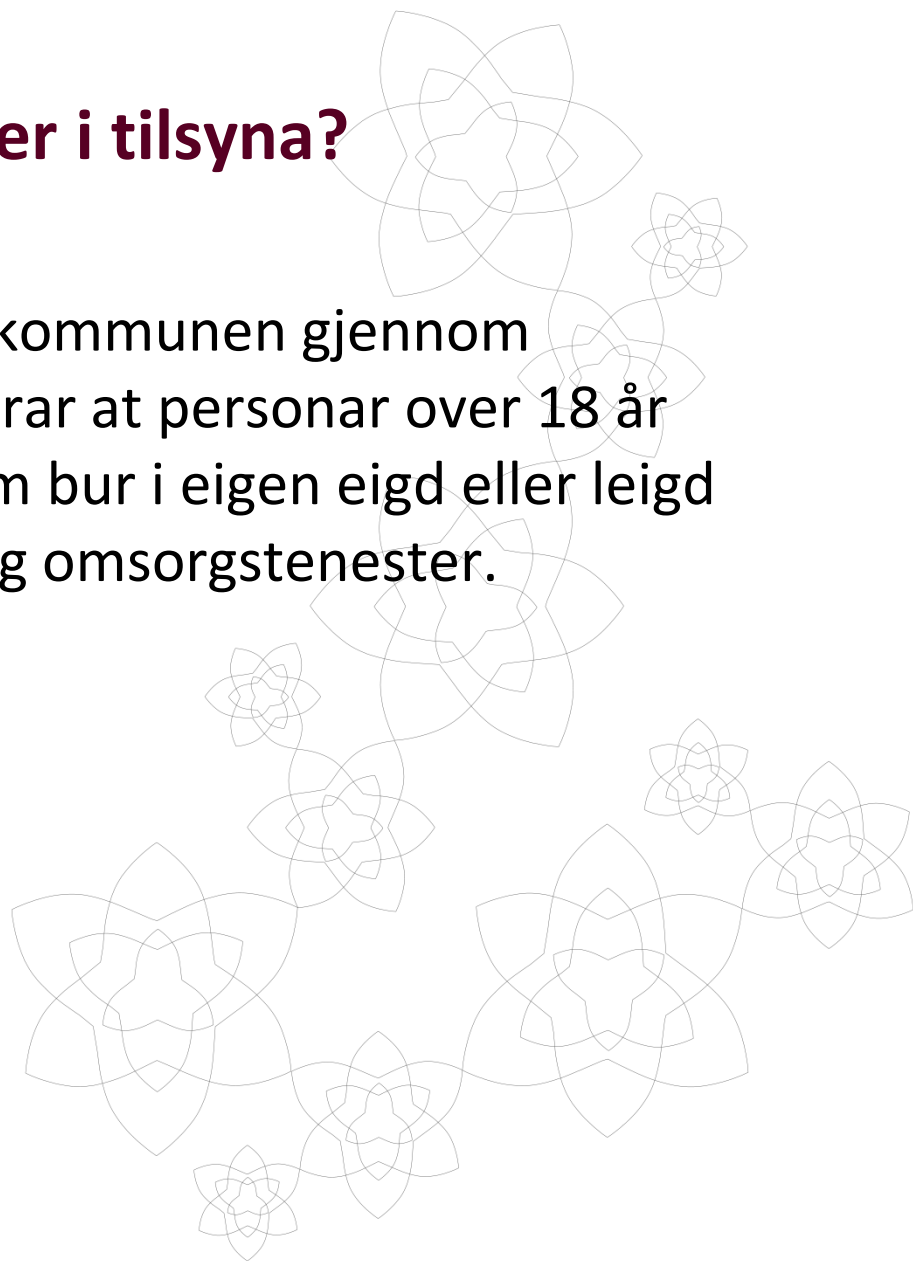 er i tilsyna?
kommunen gjennom
rar at personar over 18 år
m bur i eigen eigd eller leigd
g omsorgstenester.